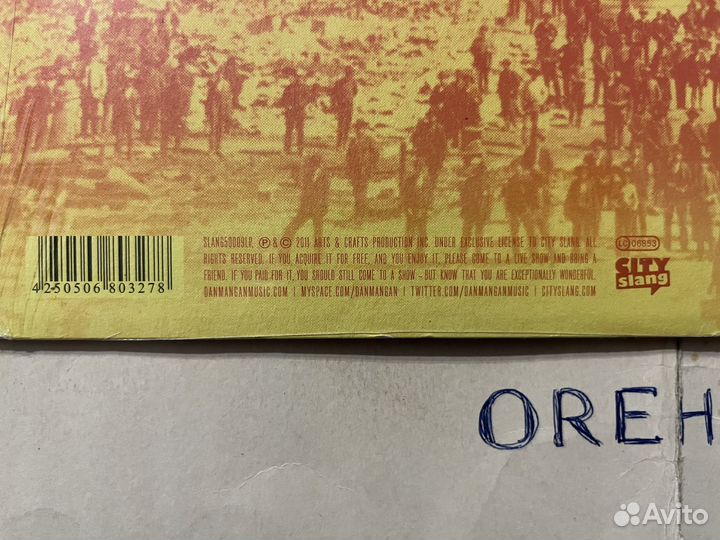 SLANG50009LP. Ⓟ & © 2011 ARTS & CRAFTS PRODUCTION INC. UNDER EXCLUSIVE LICENSE TO CITY SLANG. ALL
RIGHTS RESERVED. IF YOU ACQUIRE IT FOR FREE, AND YOU ENJOY IT, PLEASE COME TO A LIVE SHOW AND BRING A
FRIEND. IF YOU PAID FOR IT, YOU SHOULD STILL COME TO A SHOW - BUT KNOW THAT YOU ARE EXCEPTIONALLY WONDERFUL.
DANMANGANMUSIC.COM | MYSPACE.COM/DANMANGAN | TWITTER.COM/DANMANGANMUSIC | CITYSLANG.COM
4 250506 803278
LC 06853
CITY
slang
OREH
Avito